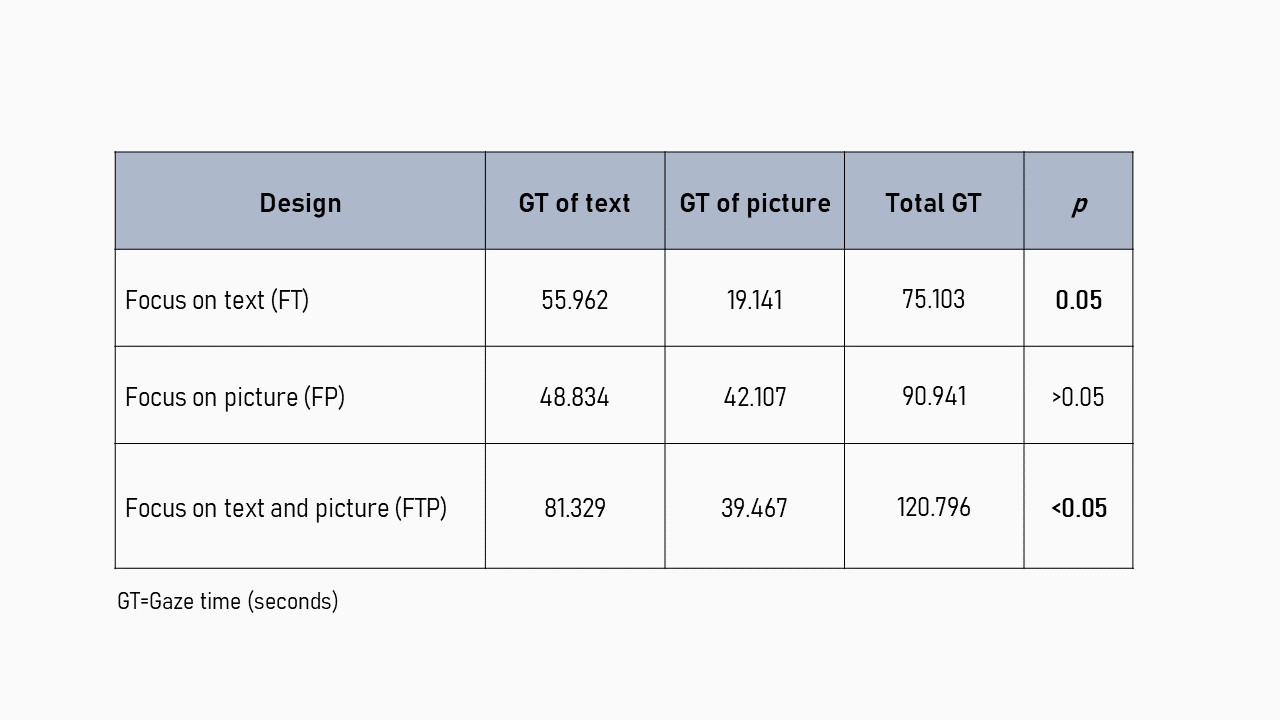 Design GT of text GT of picture Total GT p
Focus on text (FT) 55.962 19.141 75.103 0.05
Focus on picture (FP) 48.834 42.107 90.941 >0.05
Focus on text and picture (FTP) 81.329 39.467 120.796 <0.05
GT=Gaze time (seconds)